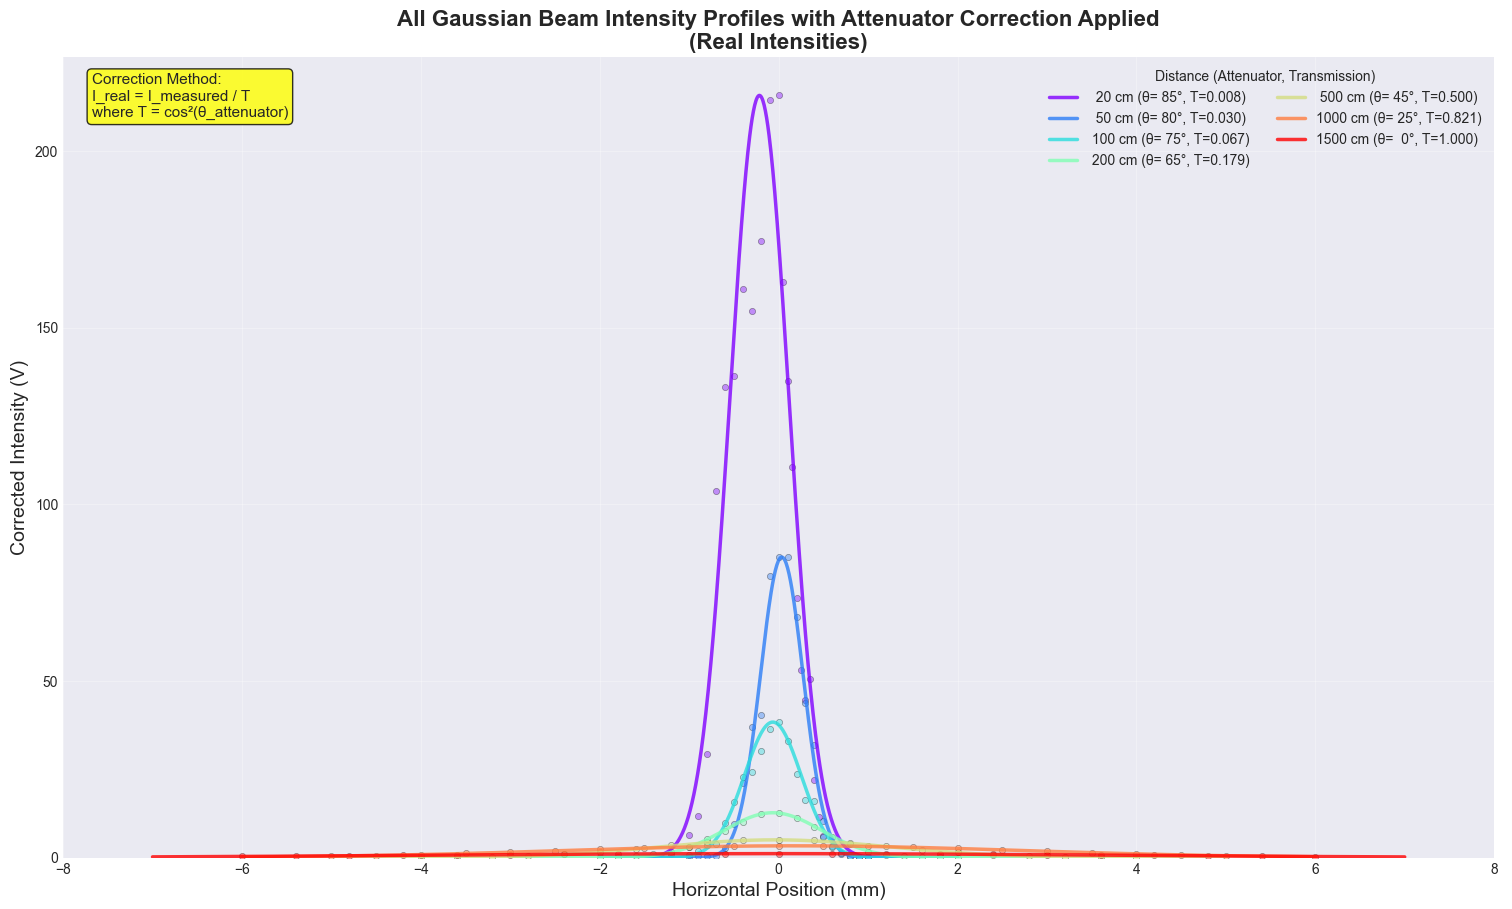 All Gaussian Beam Intensity Profiles with Attenuator Correction Applied
(Real Intensities)
Correction Method:
I_real = I_measured / T
where T = cos²(θ_attenuator)
Distance (Attenuator, Transmission)
20 cm (θ= 85°, T=0.008)
50 cm (θ= 80°, T=0.030)
100 cm (θ= 75°, T=0.067)
200 cm (θ= 65°, T=0.179)
500 cm (θ= 45°, T=0.500)
1000 cm (θ= 25°, T=0.821)
1500 cm (θ=  0°, T=1.000)
Corrected Intensity (V)
200
150
100
50
0
−8 −6 −4 −2 0 2 4 6 8
Horizontal Position (mm)